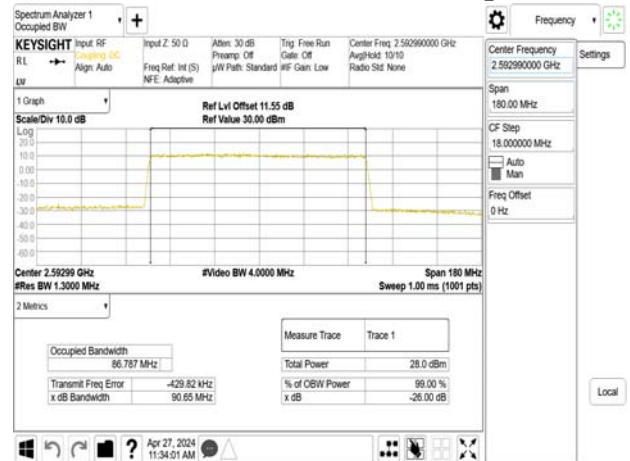 Spectrum Analyzer 1
Occupied BW
+
Frequency
KEYSIGHT Input: RF Input Z: 50 Ω Atten: 30 dB Trig: Free Run Center Freq: 2.592990000 GHz
RL Coupling: DC Preamp: Off Gate: Off Avg|Hold: 10/10
Align: Auto Freq Ref: Int (S) µW Path: Standard #IF Gain: Low Radio Std: None
NFE: Adaptive
LU
Center Frequency
2.592990000 GHz
Settings
Span
180.00 MHz
CF Step
18.000000 MHz
Auto
Man
Freq Offset
0 Hz
Local
1 Graph
Ref Lvl Offset 11.55 dB
Scale/Div 10.0 dB Ref Value 30.00 dBm
Log
20.0
10.0
0.00
-10.0
-20.0
-30.0
-40.0
-50.0
-60.0
Center 2.59299 GHz #Video BW 4.0000 MHz Span 180 MHz
#Res BW 1.3000 MHz Sweep 1.00 ms (1001 pts)
2 Metrics
Measure Trace Trace 1
Occupied Bandwidth
86.787 MHz Total Power 28.0 dBm
Transmit Freq Error -429.82 kHz % of OBW Power 99.00 %
x dB Bandwidth 90.65 MHz x dB -26.00 dB
? Apr 27, 2024
11:34:01 AM